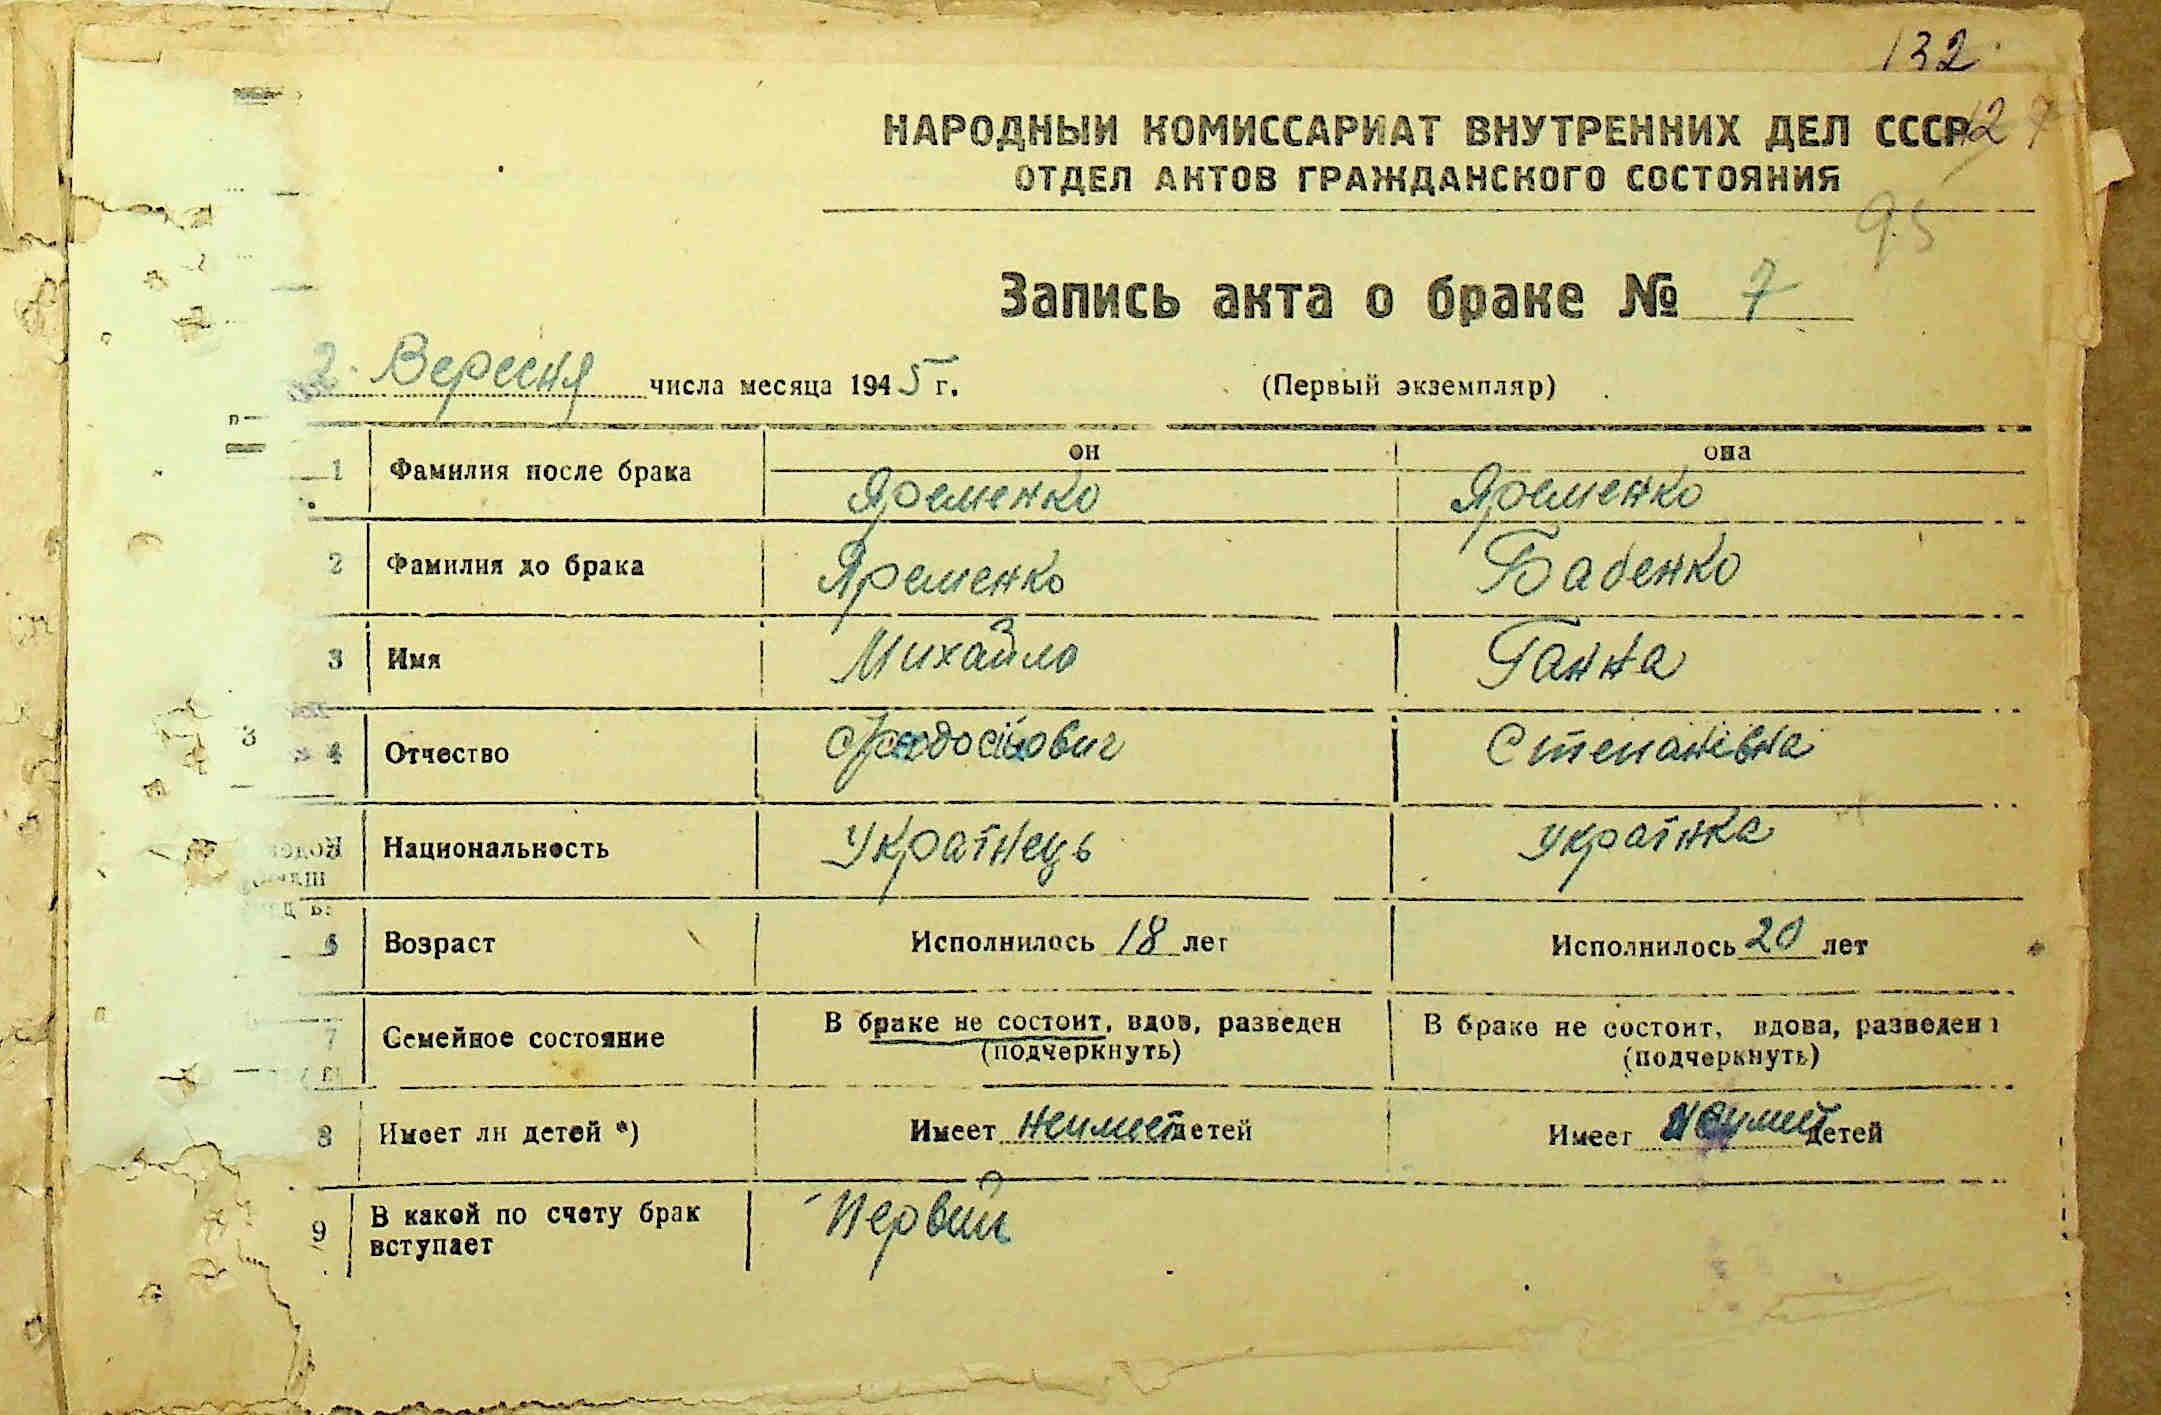 132
НАРОДНЫЙ КОМИССАРИАТ ВНУТРЕННИХ ДЕЛ СССР
ОТДЕЛ АКТОВ ГРАЖДАНСКОГО СОСТОЯНИЯ
95
Запись акта о браке № 7
2. Вересня числа месяца 1945 г. (Первый экземпляр)
он она
1 Фамилия после брака Яременко Яременко
2 Фамилия до брака Яременко Бабенко
3 Имя Михайло Ганна
3 4 Отчество Степанівна
Национальность Українець Українка
Возраст Исполнилось 18 лет Исполнилось 20 лет
7 Семейное состояние В браке не состоит, вдов, разведен В браке не состоит, вдова, разведен
(подчеркнуть) (подчеркнуть)
8 Имеет ли детей *) Имеет неимеет детей Имеет неимеет детей
9 В какой по счету брак Первий
вступает